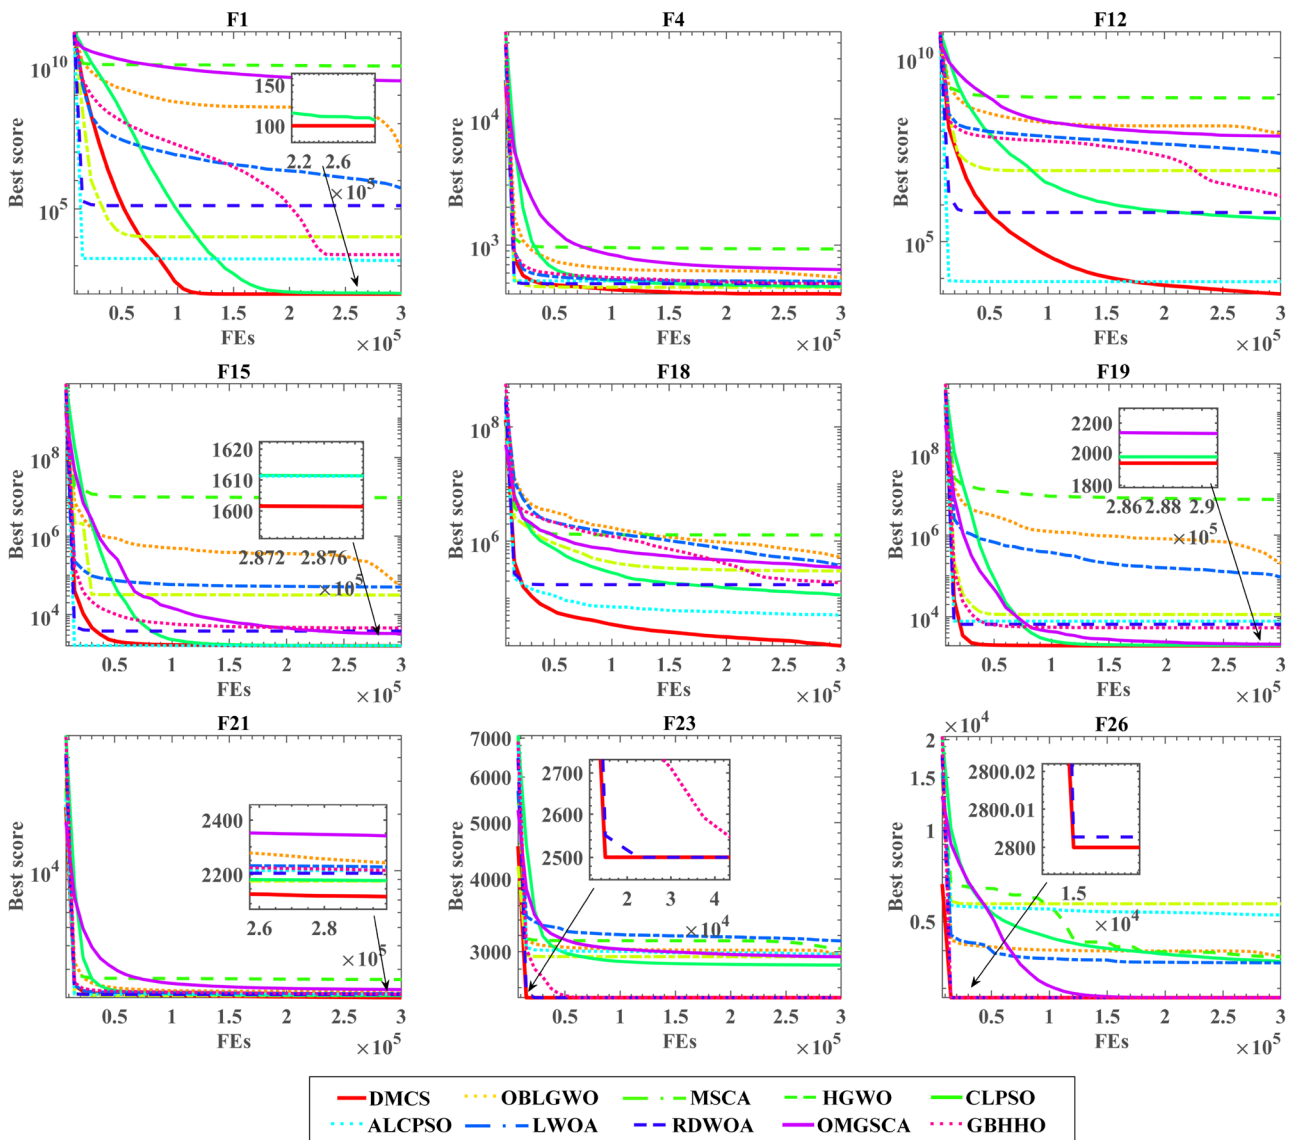 F1
F4
F12
Best score
10^10
10^5
150
100
2.2 2.6
×10^5
0.5 1 1.5 2 2.5 3
FEs
×10^5
Best score
10^4
10^3
0.5 1 1.5 2 2.5 3
FEs
×10^5
Best score
10^10
10^5
0.5 1 1.5 2 2.5 3
FEs
×10^5
F15
F18
F19
Best score
10^8
10^6
10^4
1620
1610
1600
2.872 2.876
×10^5
0.5 1 1.5 2 2.5 3
FEs
×10^5
Best score
10^8
10^6
0.5 1 1.5 2 2.5 3
FEs
×10^5
Best score
10^8
10^6
10^4
2200
2000
1800
2.86 2.88 2.9
×10^5
0.5 1 1.5 2 2.5 3
FEs
×10^5
F21
F23
F26
Best score
10^4
2400
2200
2.6 2.8
×10^5
0.5 1 1.5 2 2.5 3
FEs
×10^5
Best score
7000
6000
5000
4000
3000
2700
2600
2500
2 3 4
×10^4
0.5 1 1.5 2 2.5 3
FEs
×10^5
×10^4
Best score
2
1.5
1
0.5
2800.02
2800.01
2800
1.5
×10^4
0.5 1 1.5 2 2.5 3
FEs
×10^5
DMCS OBLGWO MSCA HGWO CLPSO
ALCPSO LWOA RDWOA OMGSCA GBHHO